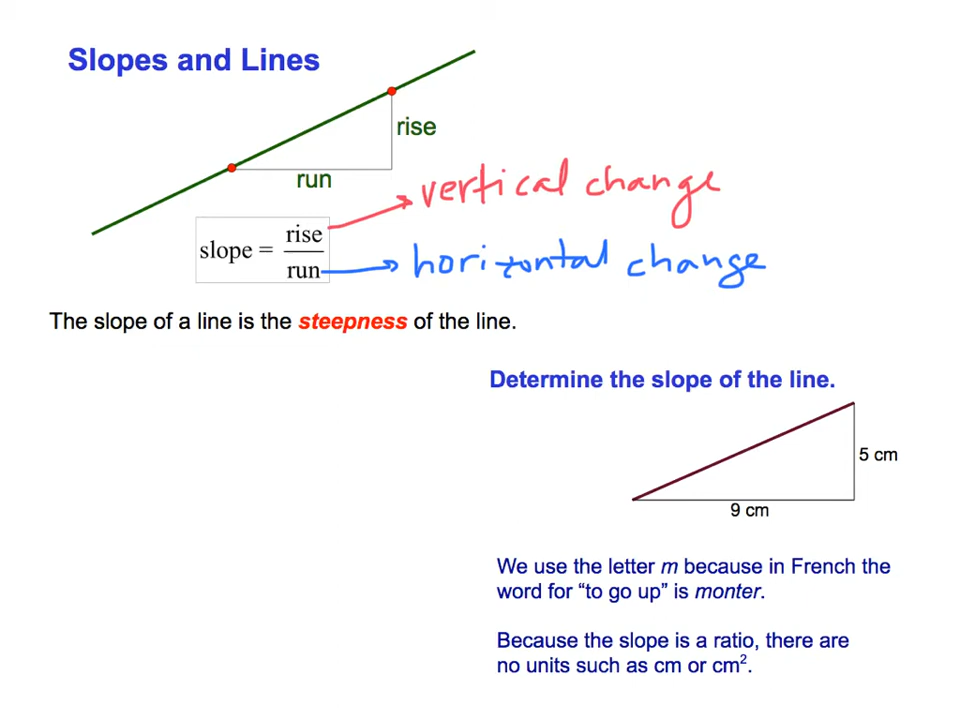 Slopes and Lines
rise
run
vertical change
slope = rise/run
horizontal change
The slope of a line is the steepness of the line.
Determine the slope of the line.
5 cm
9 cm
We use the letter m because in French the
word for “to go up” is monter.
Because the slope is a ratio, there are
no units such as cm or cm².